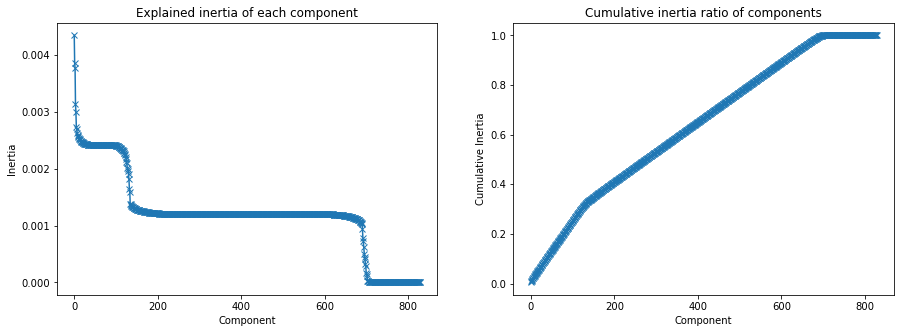 Explained inertia of each component
Inertia
0.004
0.003
0.002
0.001
0.000
0 200 400 600 800
Component
Cumulative inertia ratio of components
Cumulative Inertia
1.0
0.8
0.6
0.4
0.2
0.0
0 200 400 600 800
Component